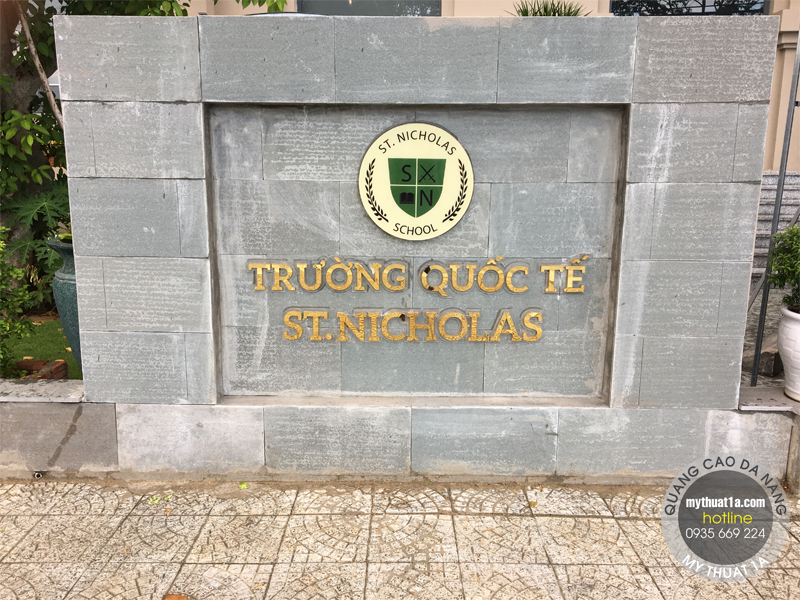 ST. NICHOLAS
S
N
SCHOOL
TRƯỜNG QUỐC TẾ
ST.NICHOLAS
QUANG CAO DA NANG
mythuat1a.com
hotline
0935 669 224
MY THUAT 1A